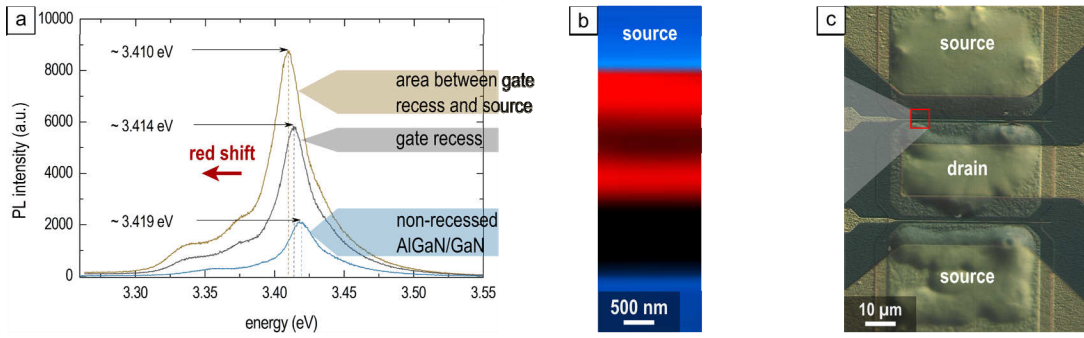 a
10000
8000
6000
4000
2000
0
PL intensity (a.u.)
~ 3.410 eV
~ 3.414 eV
~ 3.419 eV
red shift
area between gate
recess and source
gate recess
non-recessed
AlGaN/GaN
3.30
3.35
3.40
3.45
3.50
3.55
energy (eV)
b
source
500 nm
c
source
drain
source
10 µm